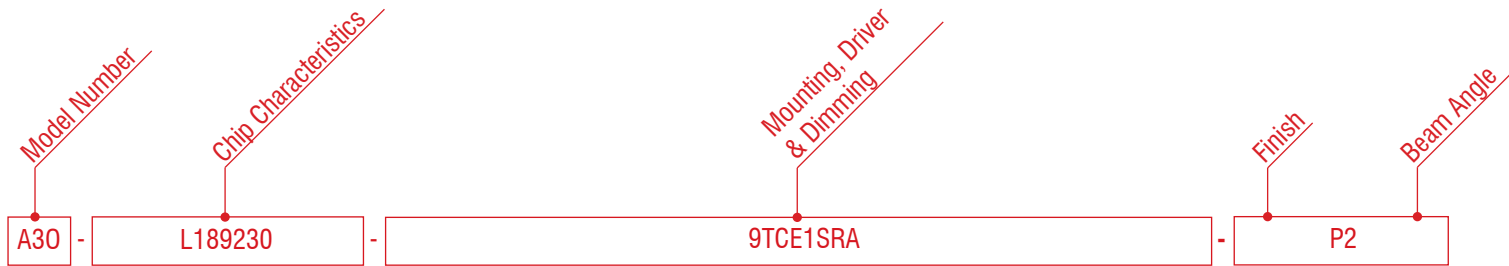 Model Number
Chip Characteristics
Mounting, Driver
& Dimming
Finish
Beam Angle
A30 - L189230 - 9TCE1SRA - P2